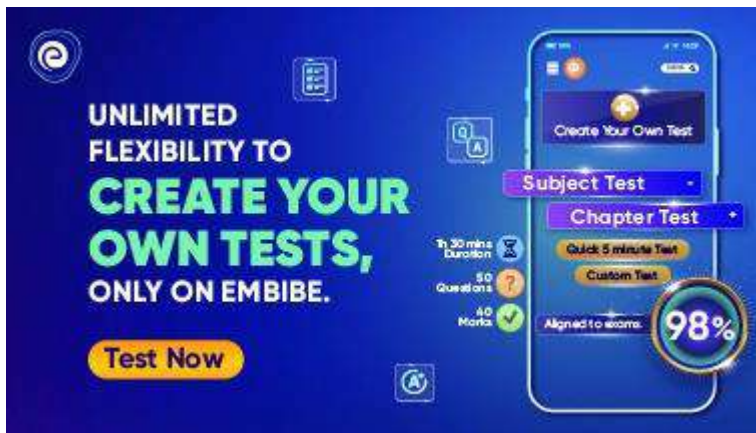 UNLIMITED
FLEXIBILITY TO
CREATE YOUR
OWN TESTS,
ONLY ON EMBIBE.
Test Now
Q
A
A+
Create Your Own Test
Subject Test
Chapter Test
1h 30 mins
Duration
50
Questions
?
40
Marks
Quick 5 minute Test
Custom Test
Aligned to exams.
98%